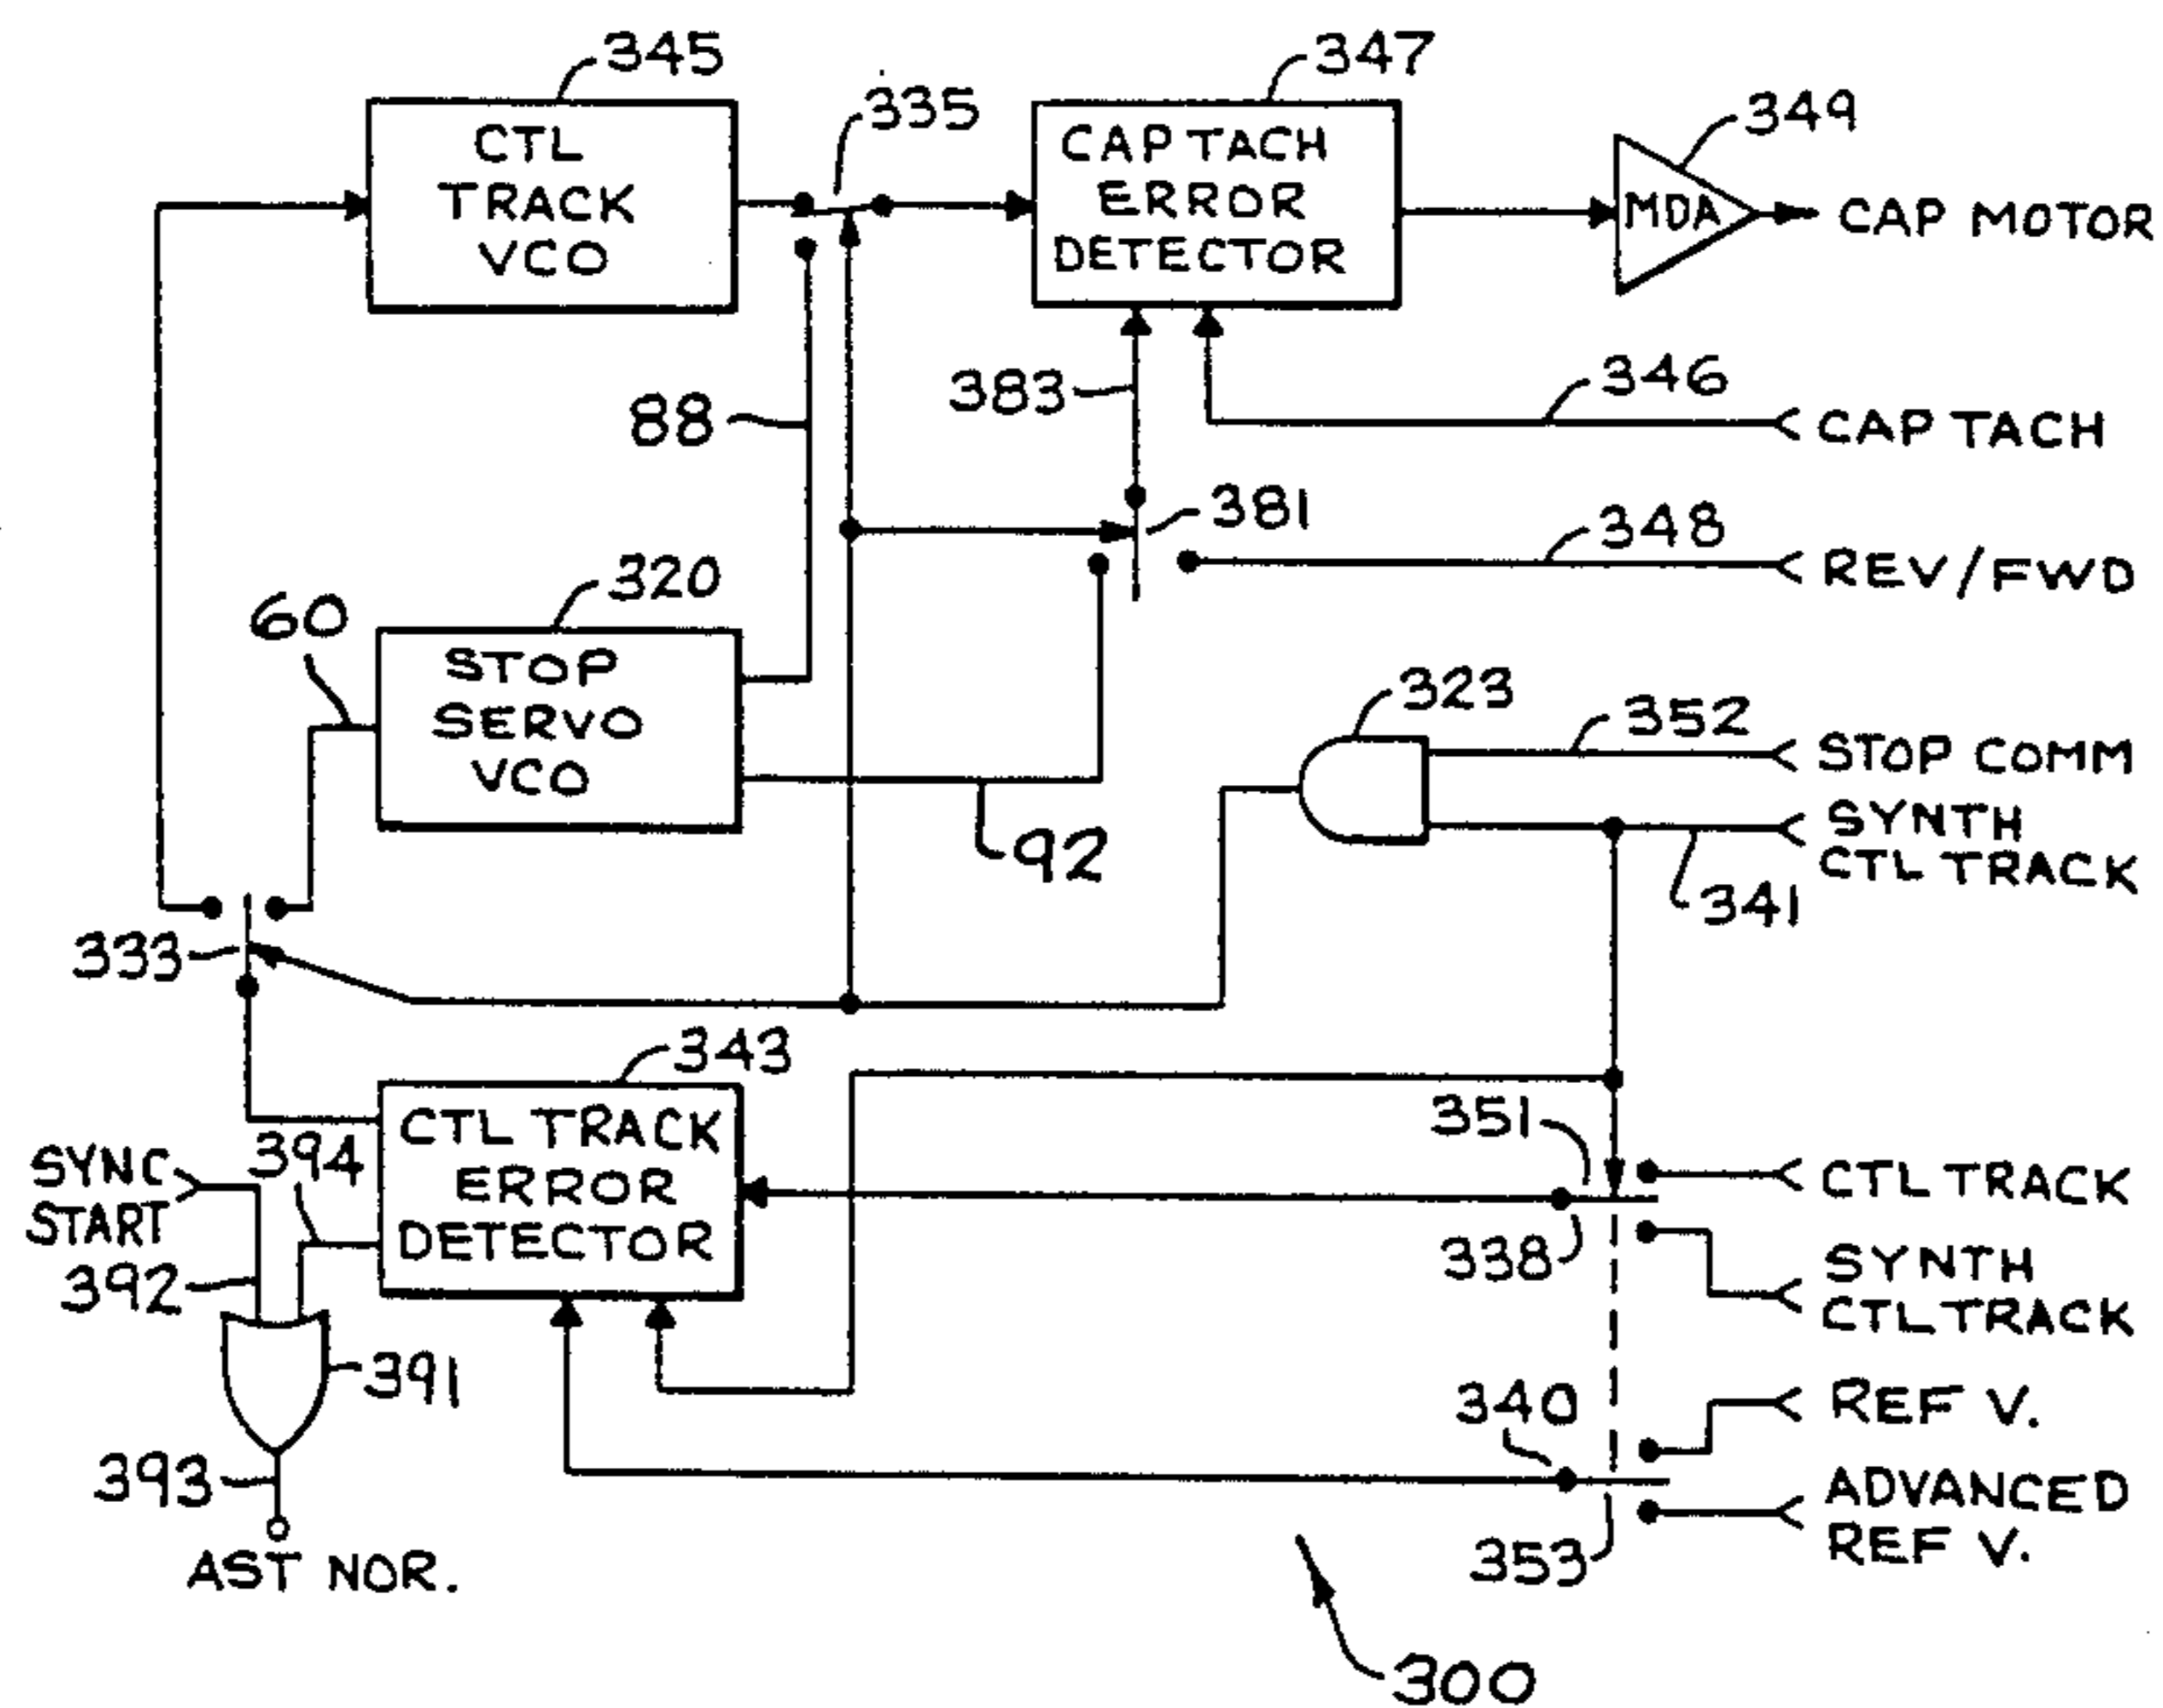 345
347
335
349
CTL
TRACK
VCO
CAP TACH
ERROR
DETECTOR
MDA
CAP MOTOR
88
383
346
CAP TACH
381
348
REV/FWD
320
60
STOP
SERVO
VCO
92
323
352
STOP COMM
SYNTH
CTL TRACK
341
333
343
CTL TRACK
ERROR
DETECTOR
SYNC
START
394
392
391
393
AST NOR.
351
338
CTL TRACK
SYNTH
CTL TRACK
340
353
REF V.
ADVANCED
REF V.
300